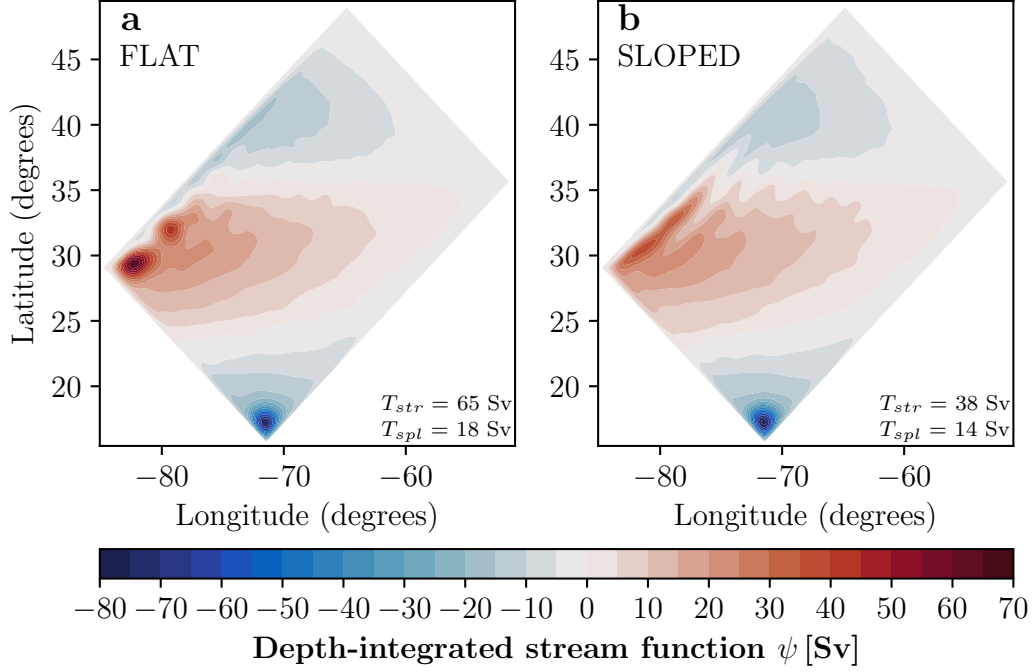 a
FLAT
b
SLOPED
Latitude (degrees)
45
40
35
30
25
20
45
40
35
30
25
20
T_str = 65 Sv
T_spl = 18 Sv
T_str = 38 Sv
T_spl = 14 Sv
−80 −70 −60
−80 −70 −60
Longitude (degrees)
Longitude (degrees)
−80 −70 −60 −50 −40 −30 −20 −10 0 10 20 30 40 50 60 70
Depth-integrated stream function ψ [Sv]